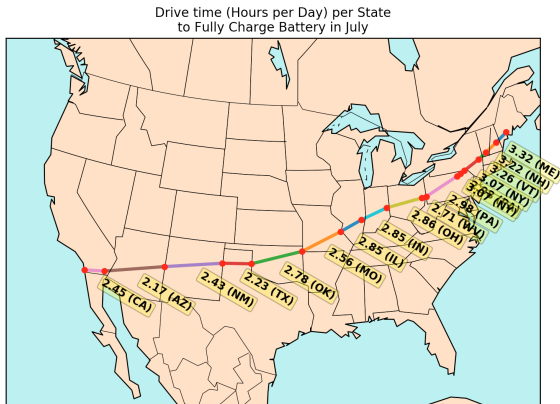 Drive time (Hours per Day) per State
to Fully Charge Battery in July
2.45 (CA)
2.17 (AZ)
2.43 (NM)
2.23 (TX)
2.78 (OK)
2.56 (MO)
2.85 (IL)
2.85 (IN)
2.86 (OH)
2.71 (WV)
2.98 (PA)
3.07 (NY)
3.26 (VT)
3.22 (NH)
3.32 (ME)